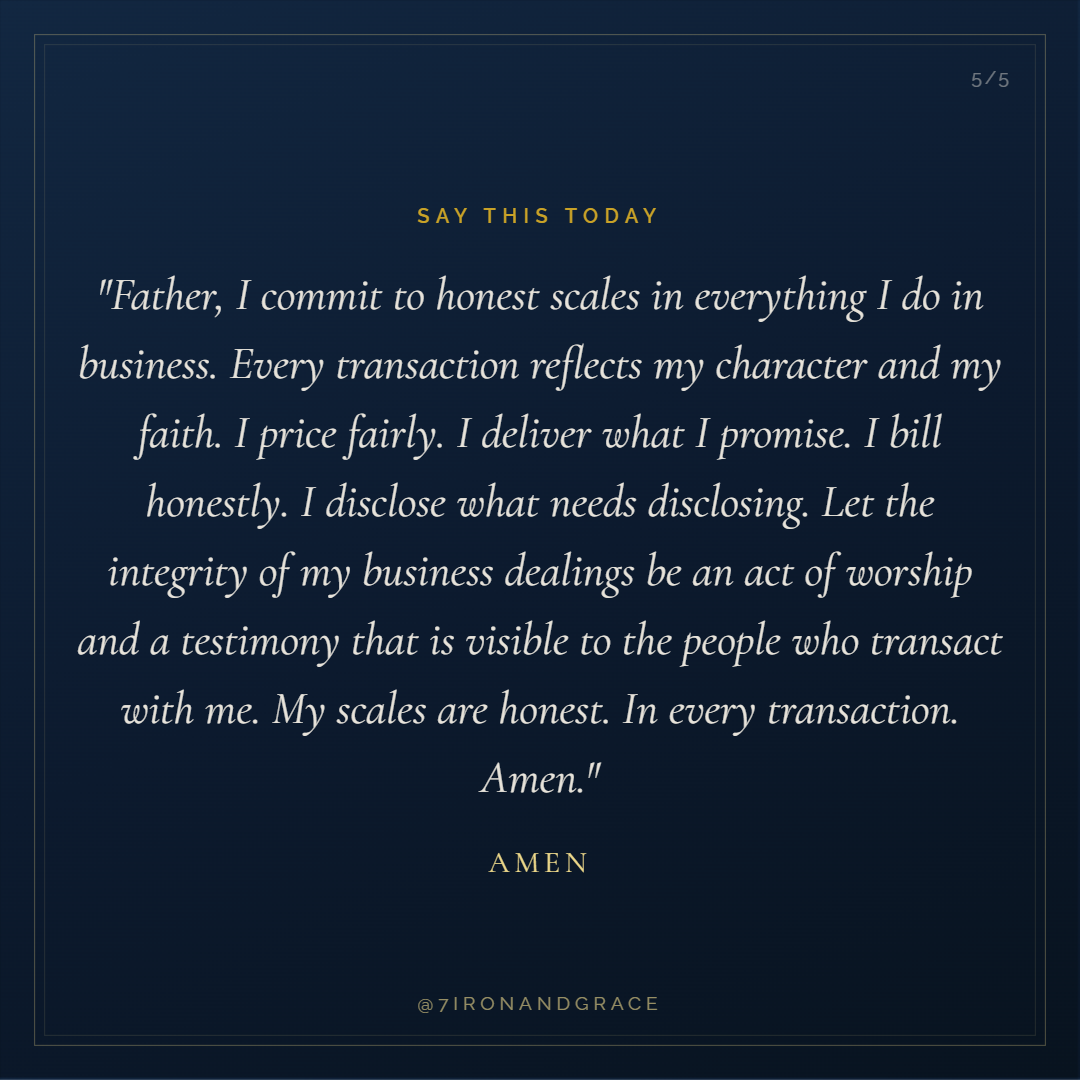 5/5
SAY THIS TODAY
"Father, I commit to honest scales in everything I do in
business. Every transaction reflects my character and my
faith. I price fairly. I deliver what I promise. I bill
honestly. I disclose what needs disclosing. Let the
integrity of my business dealings be an act of worship
and a testimony that is visible to the people who transact
with me. My scales are honest. In every transaction.
Amen."
AMEN
@7IRONANDGRACE